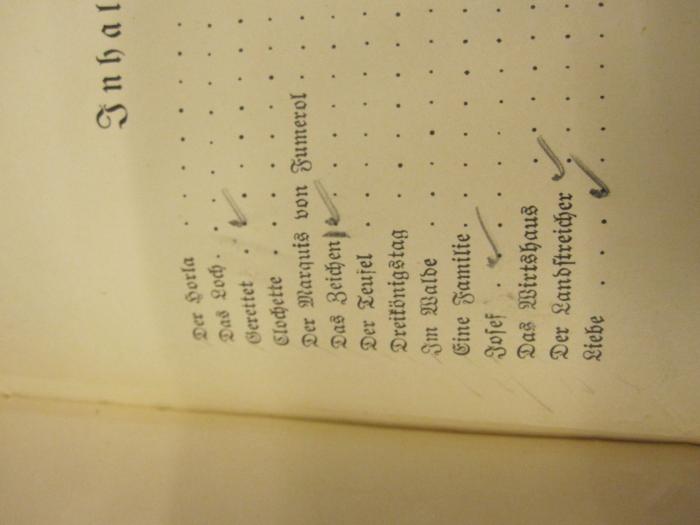 Inhal
Der Horla
Das Loch
Gerettet
Clochette
Der Marquis von Fumerol
Das Zeichen
Der Teufel
Dreikönigstag
Im Walde
Eine Familie
Josef
Das Wirtshaus
Der Landstreicher
Liebe